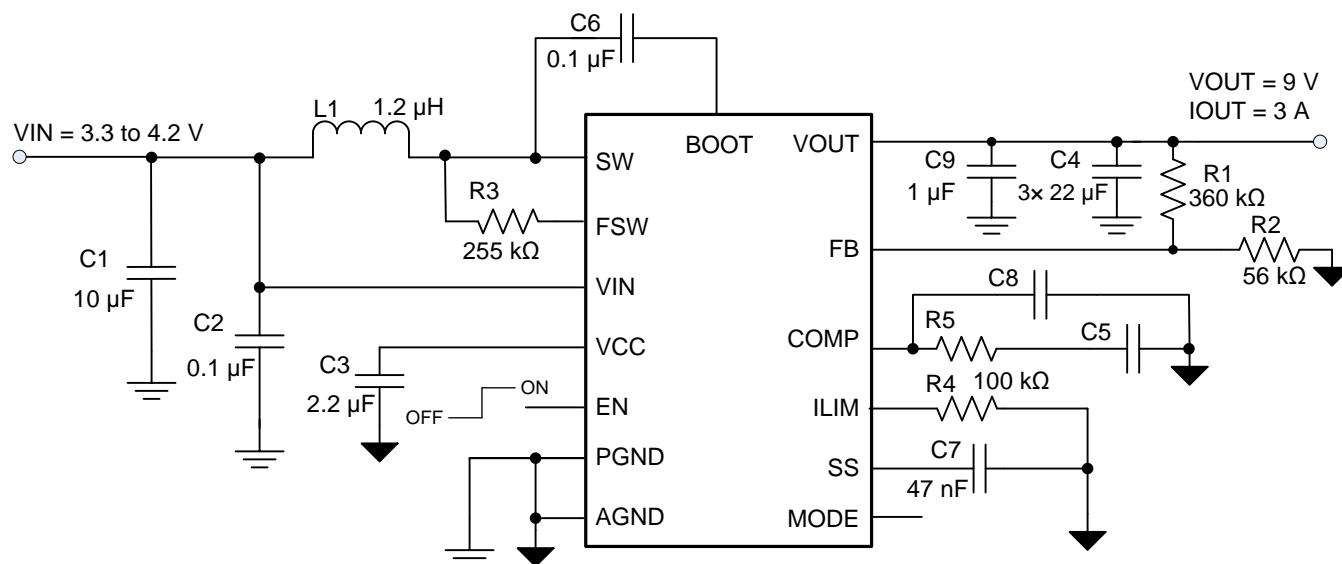 C6
0.1 µF
VOUT = 9 V
IOUT = 3 A
L1
1.2 µH
VIN = 3.3 to 4.2 V
BOOT
VOUT
SW
C9
1 µF
C4
3× 22 µF
R1
360 kΩ
R3
255 kΩ
FSW
FB
R2
56 kΩ
C1
10 µF
VIN
C8
C2
0.1 µF
VCC
COMP
R5
C5
C3
2.2 µF
ON
OFF
EN
ILIM
R4
100 kΩ
PGND
SS
C7
47 nF
AGND
MODE